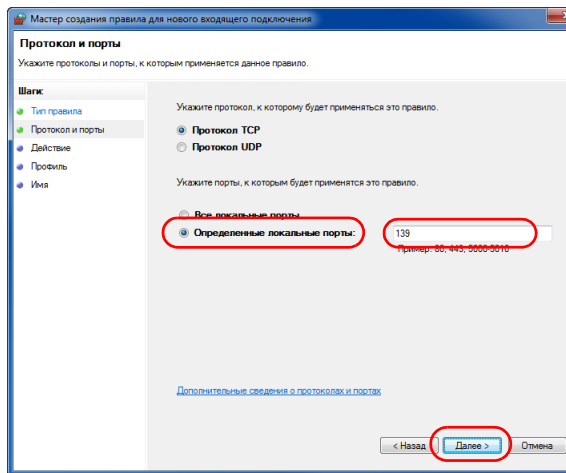 Мастер создания правила для нового входящего подключения
Протокол и порты
Укажите протоколы и порты, к которым применяется данное правило.
Шаги:
Тип правила
Протокол и порты
Действие
Профиль
Имя
Укажите протокол, к которому будет применяться это правило.
Протокол TCP
Протокол UDP
Укажите порты, к которым будет применятся это правило.
Все локальные порты
Определенные локальные порты:
139
Пример: 80, 443, 5000-5010
Дополнительные сведения о протоколах и портах
< Назад
Далее >
Отмена